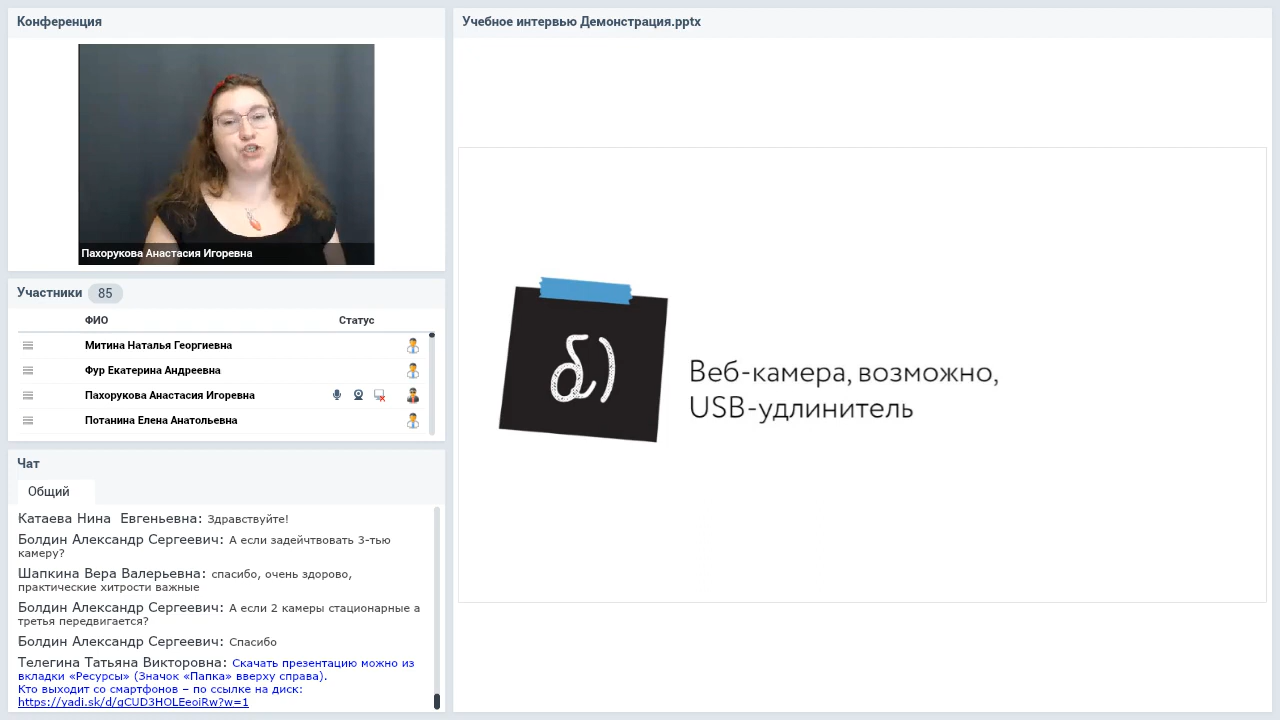 Конференция
Пахорукова Анастасия Игоревна
Участники 85
ФИО Статус
Митина Наталья Георгиевна
Фур Екатерина Андреевна
Пахорукова Анастасия Игоревна
Потанина Елена Анатольевна
Чат
Общий
Катаева Нина Евгеньевна: Здравствуйте!
Болдин Александр Сергеевич: А если задейчтвовать 3-тью
камеру?
Шапкина Вера Валерьевна: спасибо, очень здорово,
практические хитрости важные
Болдин Александр Сергеевич: А если 2 камеры стационарные а
третья передвигается?
Болдин Александр Сергеевич: Спасибо
Телегина Татьяна Викторовна: Скачать презентацию можно из
вкладки «Ресурсы» (Значок «Папка» вверху справа).
Кто выходит со смартфонов – по ссылке на диск:
https://yadi.sk/d/gCUD3HOLEeoiRw?w=1
Учебное интервью Демонстрация.pptx
б)
Веб-камера, возможно,
USB-удлинитель